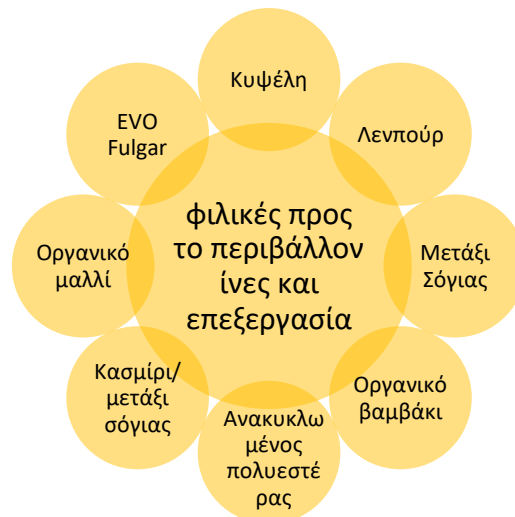 Κυψέλη
Λενπούρ
Μετάξι
Σόγιας
Οργανικό
βαμβάκι
Ανακυκλω
μένος
πολυεστέ
ρας
Κασμίρι/
μετάξι
σόγιας
Οργανικό
μαλλί
EVO
Fulgar
φιλικές προς
το περιβάλλον
ίνες και
επεξεργασία